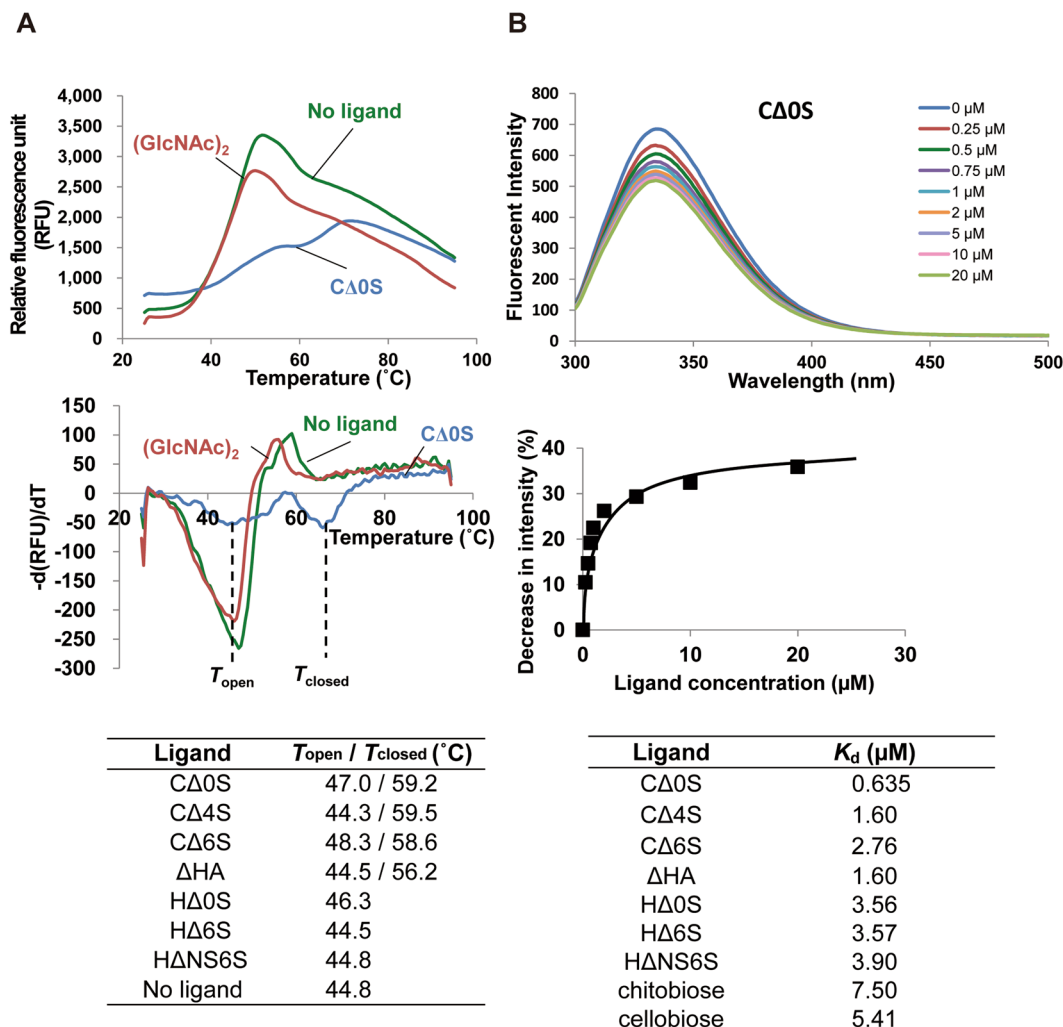 A
B
4,000
3,500
3,000
2,500
2,000
1,500
1,000
500
0
Relative fluorescence unit
(RFU)
No ligand
(GlcNAc)2
CΔ0S
20 40 60 80 100
Temperature (˚C)
800
700
600
500
400
300
200
100
0
Fluorescent Intensity
CΔ0S
0 µM
0.25 µM
0.5 µM
0.75 µM
1 µM
2 µM
5 µM
10 µM
20 µM
300 350 400 450 500
Wavelength (nm)
150
100
50
0
-50
-100
-150
-200
-250
-300
-d(RFU)/dT
(GlcNAc)2
No ligand
CΔ0S
20 40 60 80 100
Temperature (˚C)
Topen
Tclosed
40
30
20
10
0
Decrease in intensity (%)
0 10 20 30
Ligand concentration (µM)
Ligand Topen / Tclosed (˚C)
CΔ0S 47.0 / 59.2
CΔ4S 44.3 / 59.5
CΔ6S 48.3 / 58.6
ΔHA 44.5 / 56.2
HΔ0S 46.3
HΔ6S 44.5
HΔNS6S 44.8
No ligand 44.8
Ligand Kd (µM)
CΔ0S 0.635
CΔ4S 1.60
CΔ6S 2.76
ΔHA 1.60
HΔ0S 3.56
HΔ6S 3.57
HΔNS6S 3.90
chitobiose 7.50
cellobiose 5.41